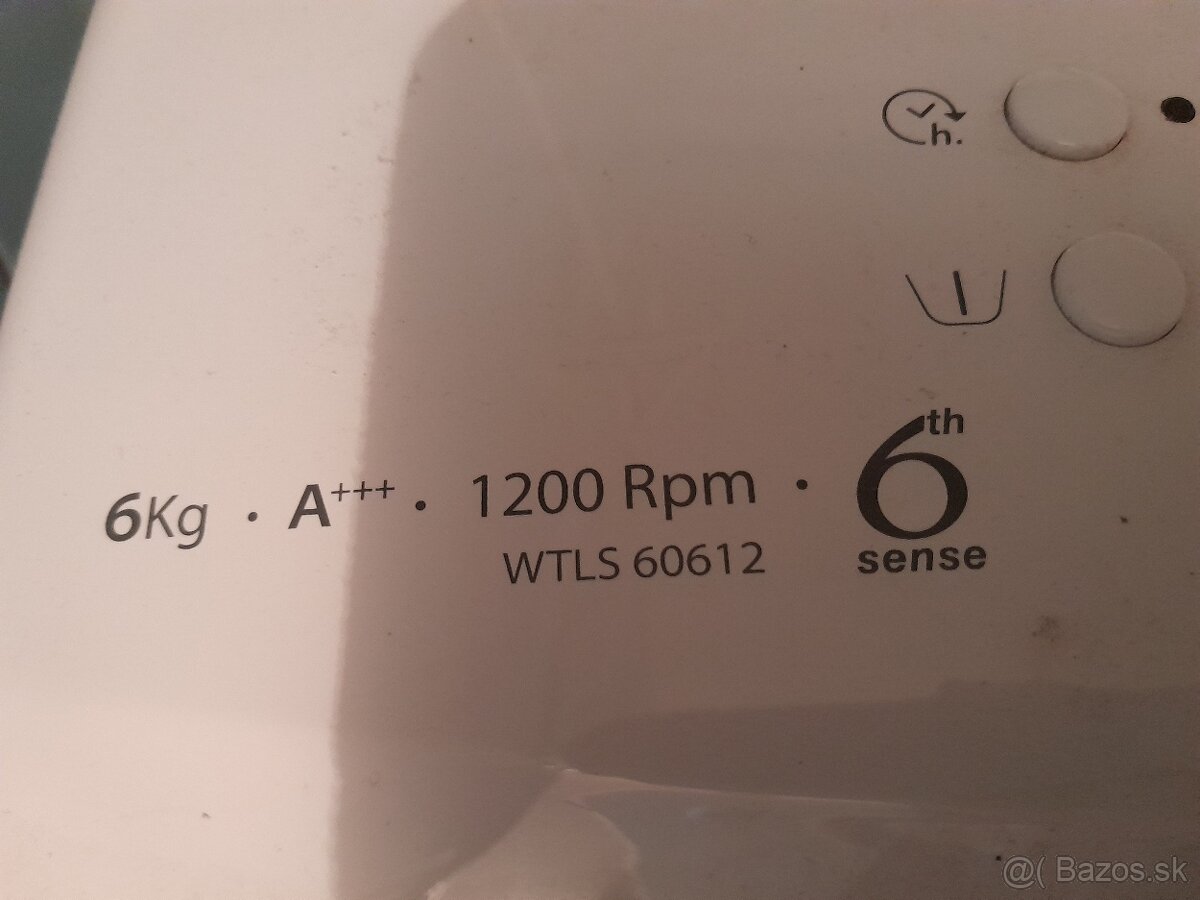 h.
6th
sense
6Kg · A+++ · 1200 Rpm ·
WTLS 60612
@( Bazos.sk